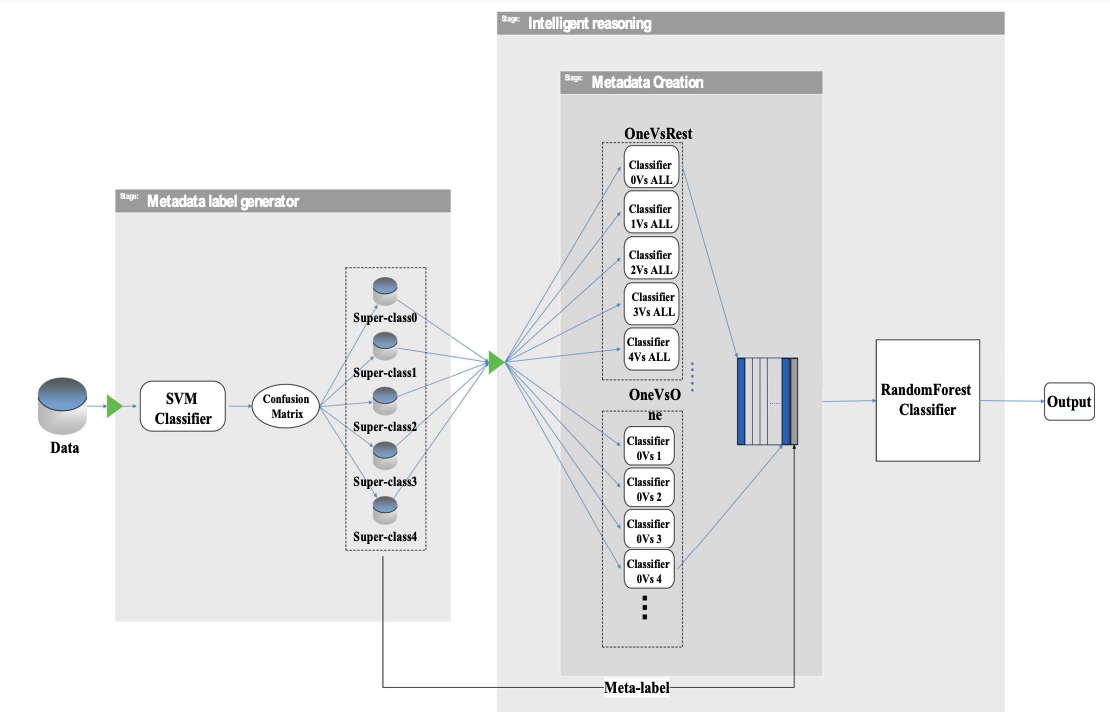 Stage: Intelligent reasoning
Stage: Metadata Creation
OneVsRest
Classifier
0Vs ALL
Classifier
1Vs ALL
Classifier
2Vs ALL
Classifier
3Vs ALL
Classifier
4Vs ALL
OneVsO
ne
Classifier
0Vs 1
Classifier
0Vs 2
Classifier
0Vs 3
Classifier
0Vs 4
Stage: Metadata label generator
Super-class0
Super-class1
Super-class2
Super-class3
Super-class4
Data
SVM
Classifier
Confusion
Matrix
RandomForest
Classifier
Output
Meta-label